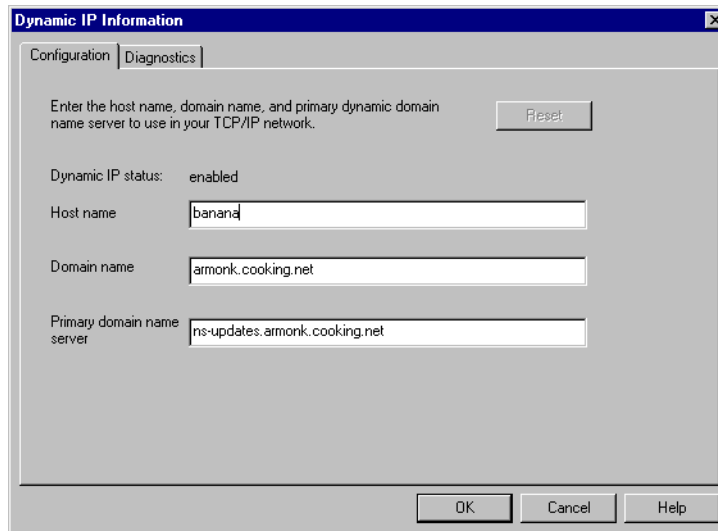 Dynamic IP Information
Configuration
Diagnostics
Enter the host name, domain name, and primary dynamic domain
name server to use in your TCP/IP network.
Reset
Dynamic IP status: enabled
Host name banana
Domain name armonk.cooking.net
Primary domain name
server
ns-updates.armonk.cooking.net
OK Cancel Help